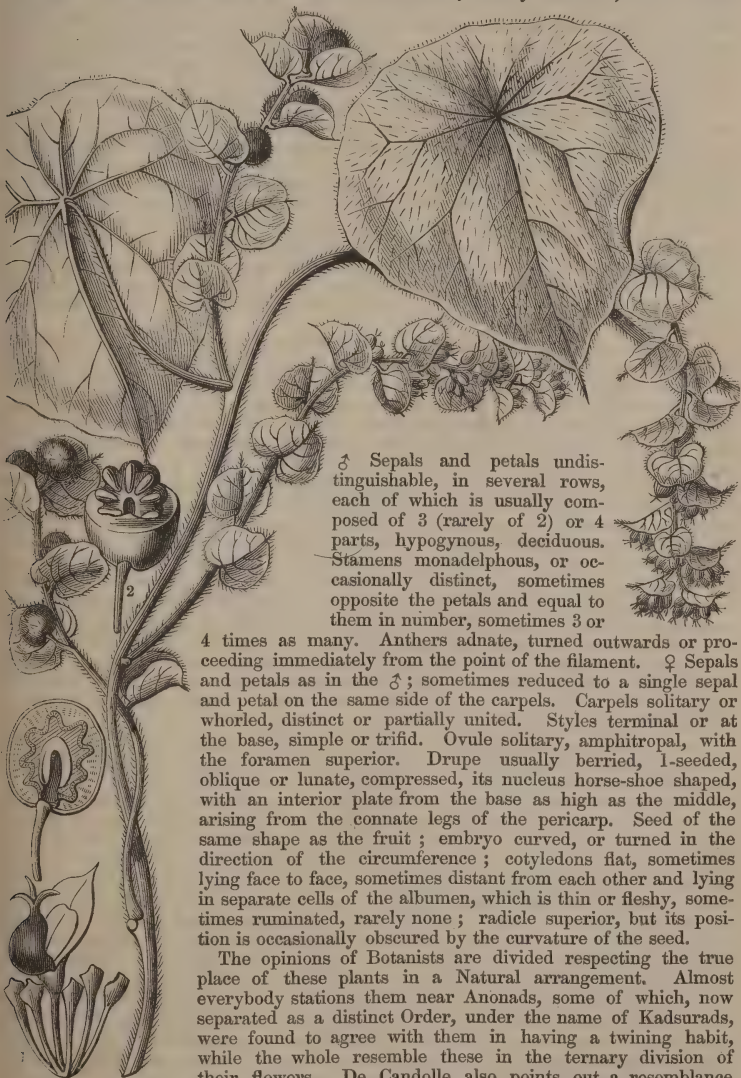 ♂ Sepals and petals undis-
tinguishable, in several rows,
each of which is usually com-
posed of 3 (rarely of 2) or 4
parts, hypogynous, deciduous.
Stamens monadelphous, or oc-
casionally distinct, sometimes
opposite the petals and equal to
them in number, sometimes 3 or
4 times as many. Anthers adnate, turned outwards or pro-
ceeding immediately from the point of the filament. ♀ Sepals
and petals as in the ♂; sometimes reduced to a single sepal
and petal on the same side of the carpels. Carpels solitary or
whorled, distinct or partially united. Styles terminal or at
the base, simple or trifid. Ovule solitary, amphitropal, with
the foramen superior. Drupe usually berried, 1-seeded,
oblique or lunate, compressed, its nucleus horse-shoe shaped,
with an interior plate from the base as high as the middle,
arising from the connate legs of the pericarp. Seed of the
same shape as the fruit; embryo curved, or turned in the
direction of the circumference; cotyledons flat, sometimes
lying face to face, sometimes distant from each other and lying
in separate cells of the albumen, which is thin or fleshy, some-
times ruminated, rarely none; radicle superior, but its posi-
tion is occasionally obscured by the curvature of the seed.
The opinions of Botanists are divided respecting the true
place of these plants in a Natural arrangement. Almost
everybody stations them near Anonads, some of which, now
separated as a distinct Order, under the name of Kadsurads,
were found to agree with them in having a twining habit,
while the whole resemble these in the ternary division of
their flowers. De Candolle also points out a resemblance
2